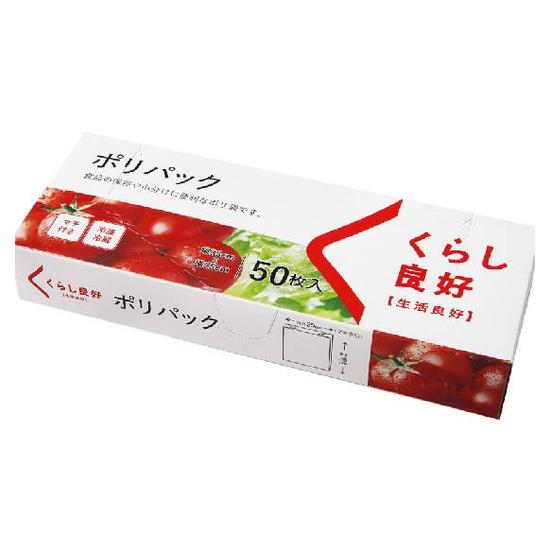 ポリパック
食品の保存や小分けに便利なポリ袋です。
マチ
付き
冷凍
冷蔵
50枚入
くらし
良好
【生活良好】
くらし良好
ポリパック